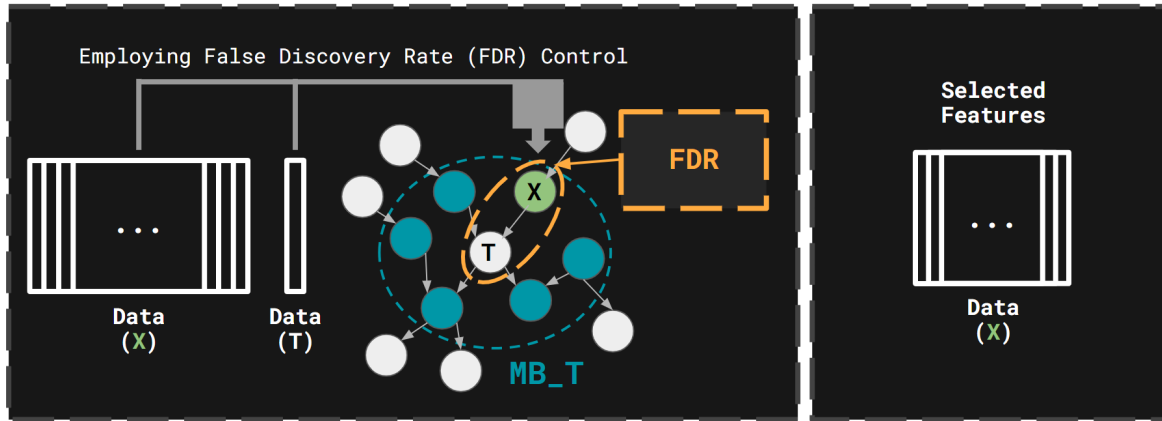 Employing False Discovery Rate (FDR) Control
FDR
X
T
...
Data
(X)
Data
(T)
MB_T
Selected
Features
...
Data
(X)